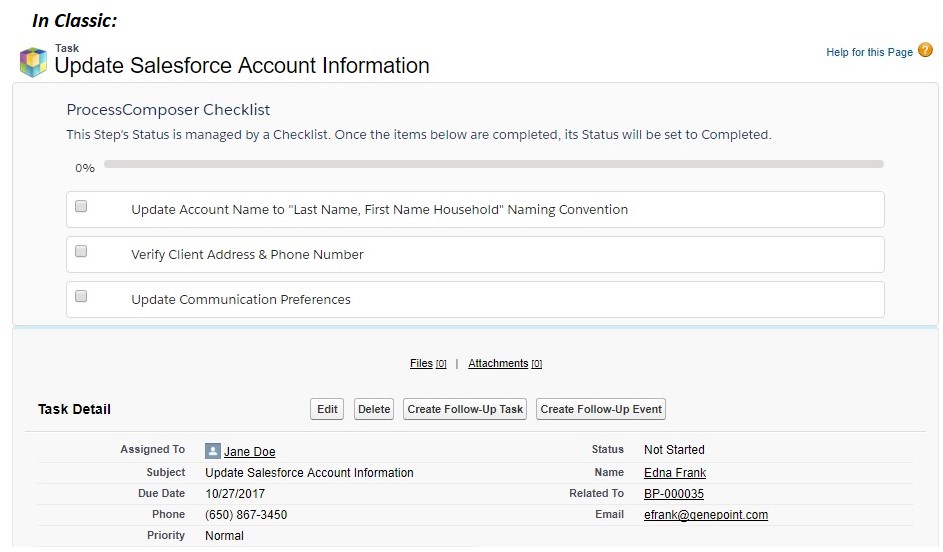 In Classic:
Task
Update Salesforce Account Information
Help for this Page ?
ProcessComposer Checklist
This Step's Status is managed by a Checklist. Once the items below are completed, its Status will be set to Completed.
0%
Update Account Name to "Last Name, First Name Household" Naming Convention
Verify Client Address & Phone Number
Update Communication Preferences
Files [0] | Attachments [0]
Task Detail Edit Delete Create Follow-Up Task Create Follow-Up Event
Assigned To Jane Doe Status Not Started
Subject Update Salesforce Account Information Name Edna Frank
Due Date 10/27/2017 Related To BP-000035
Phone (650) 867-3450 Email efrank@genepoint.com
Priority Normal